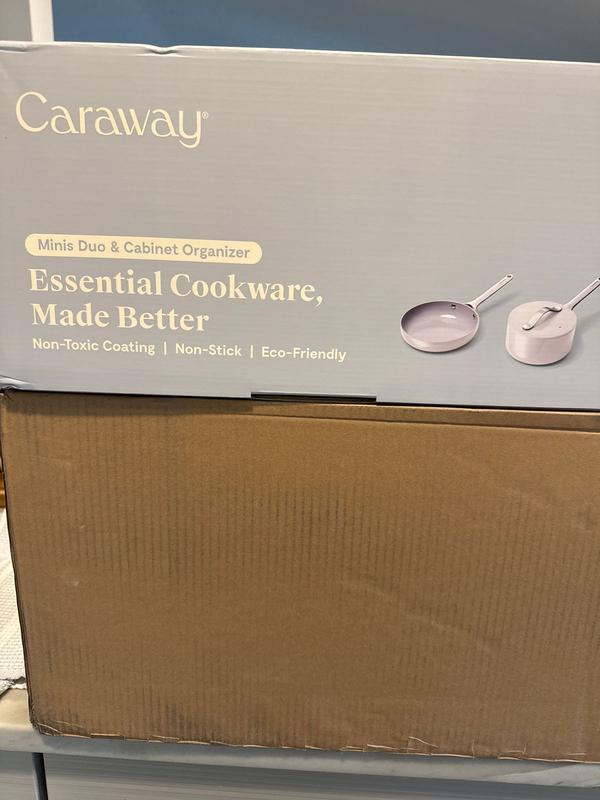 Caraway®
Minis Duo & Cabinet Organizer
Essential Cookware,
Made Better
Non-Toxic Coating | Non-Stick | Eco-Friendly